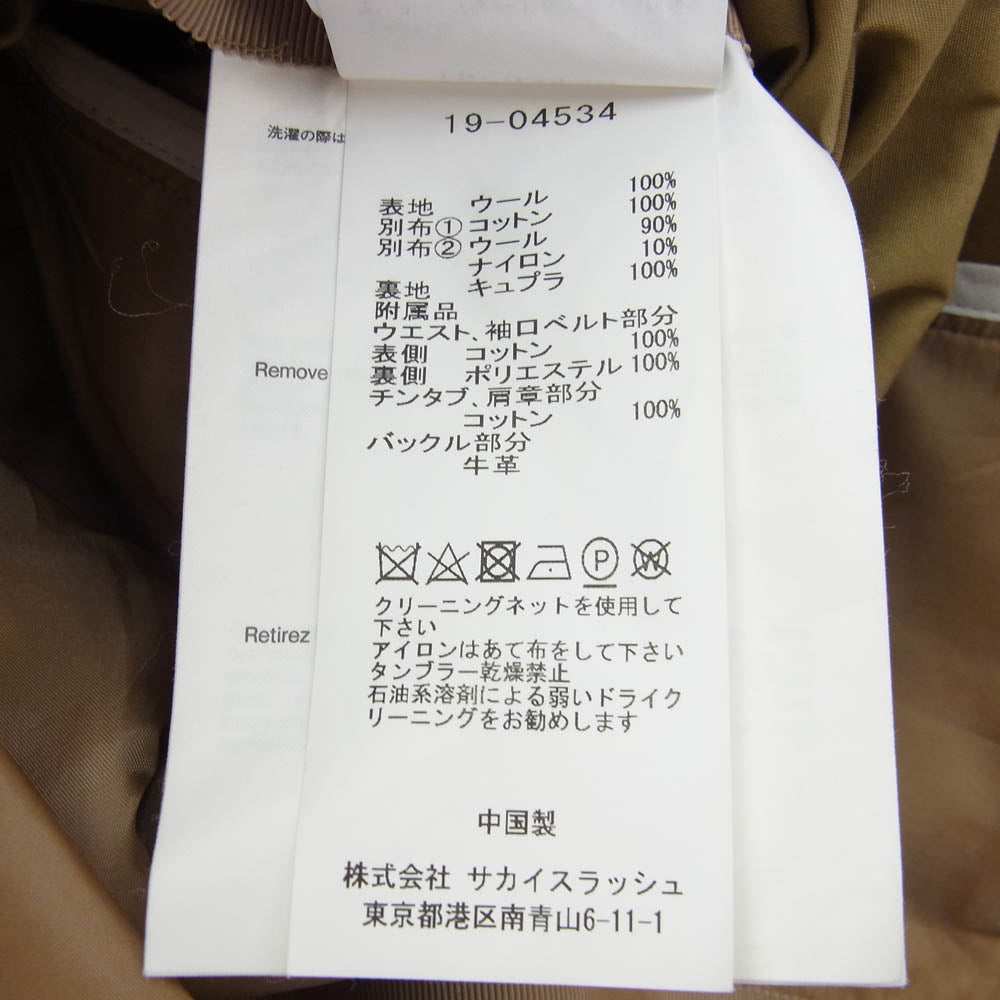 19-04534
洗濯の際は
100%
表地 ウール 100%
別布① コットン 90%
別布② ウール 10%
ナイロン 100%
裏地 キュプラ
附属品
ウエスト、袖口ベルト部分
表側 コットン 100%
裏側 ポリエステル 100%
チンタブ、肩章部分
コットン 100%
バックル部分
牛革
Remove
P W
クリーニングネットを使用して
下さい
アイロンはあて布をして下さい
タンブラー乾燥禁止
石油系溶剤による弱いドライク
リーニングをお勧めします
Retirez
中国製
株式会社 サカイスラッシュ
東京都港区南青山6-11-1